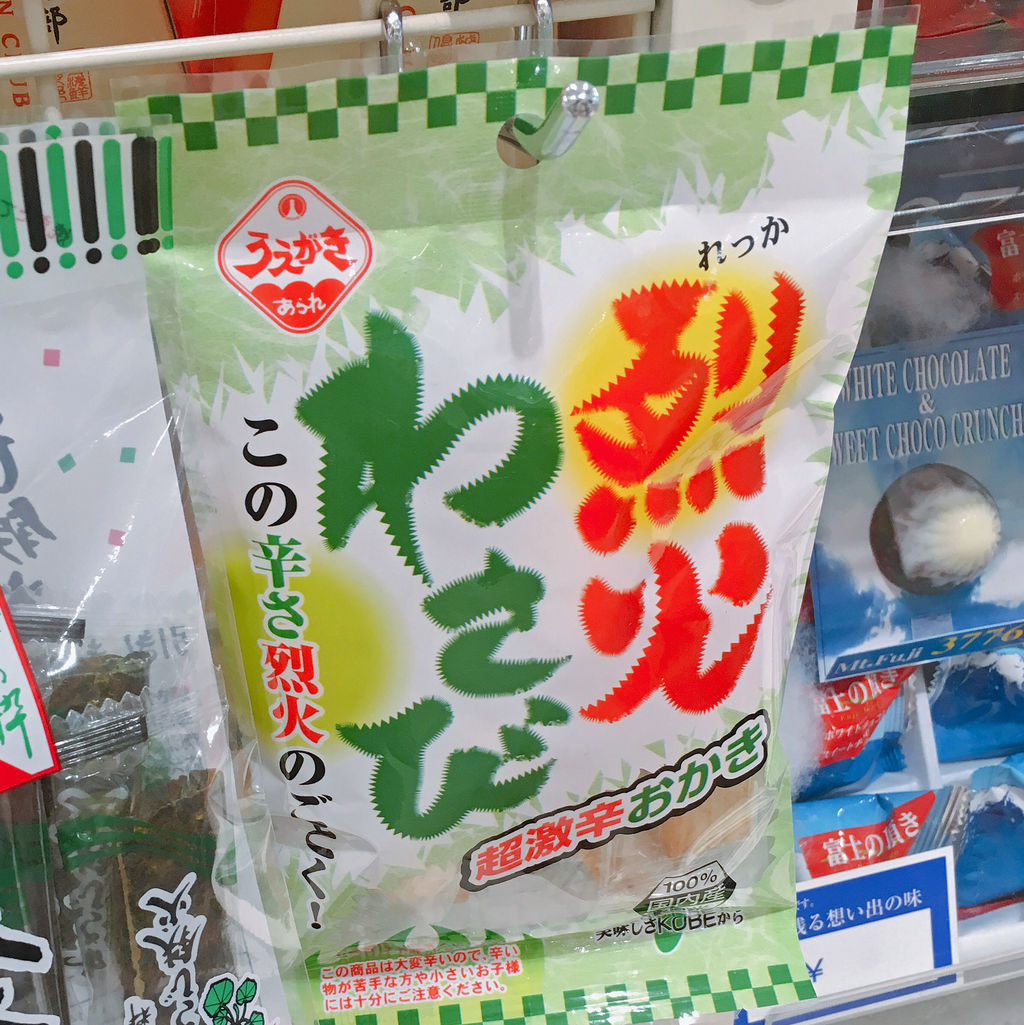 うえがき
あられ
れっか
烈火
わさび
この辛さ烈火のごとく!
超激辛おかき
100%
国内産
美味しさKOBEから
この商品は大変辛いので、辛い
物が苦手な方や小さいお子様
には十分にご注意ください。
WHITE CHOCOLATE
&
SWEET CHOCO CRUNCH
Mt.Fuji 3776
富士の頂き
ホワイト
富士の頂き
残る想い出の味
¥
富